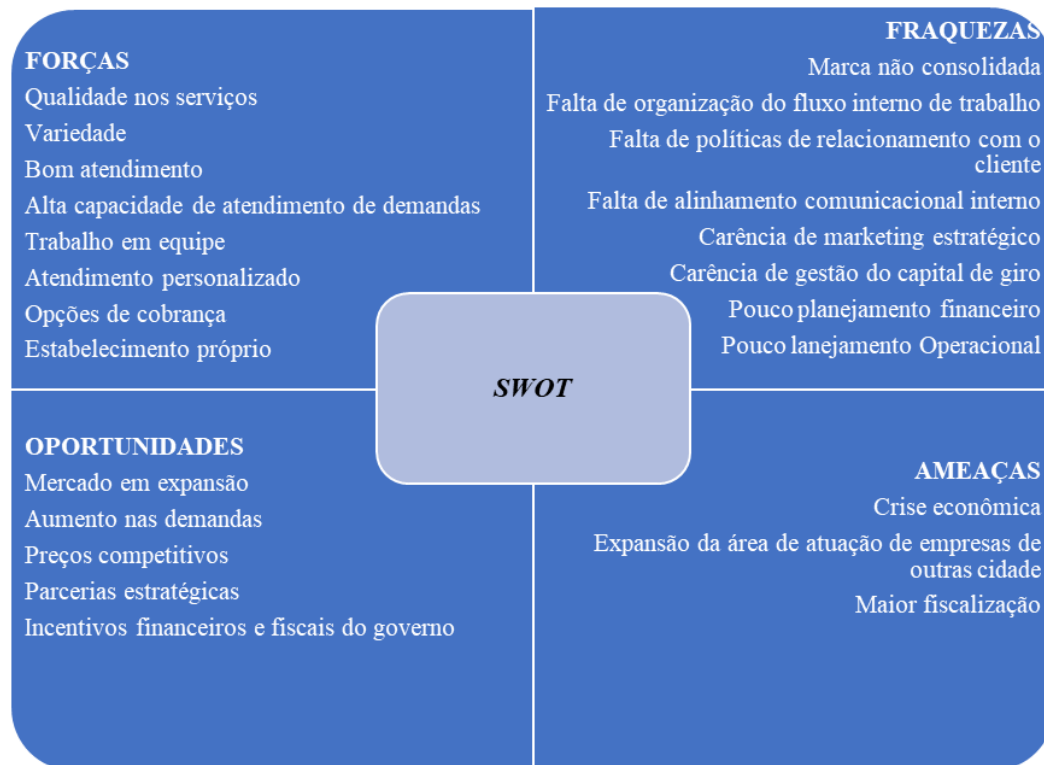 FORÇAS
Qualidade nos serviços
Variedade
Bom atendimento
Alta capacidade de atendimento de demandas
Trabalho em equipe
Atendimento personalizado
Opções de cobrança
Estabelecimento próprio
FRAQUEZAS
Marca não consolidada
Falta de organização do fluxo interno de trabalho
Falta de políticas de relacionamento com o
cliente
Falta de alinhamento comunicacional interno
Carência de marketing estratégico
Carência de gestão do capital de giro
Pouco planejamento financeiro
Pouco lanejamento Operacional
SWOT
OPORTUNIDADES
Mercado em expansão
Aumento nas demandas
Preços competitivos
Parcerias estratégicas
Incentivos financeiros e fiscais do governo
AMEAÇAS
Crise econômica
Expansão da área de atuação de empresas de
outras cidade
Maior fiscalização